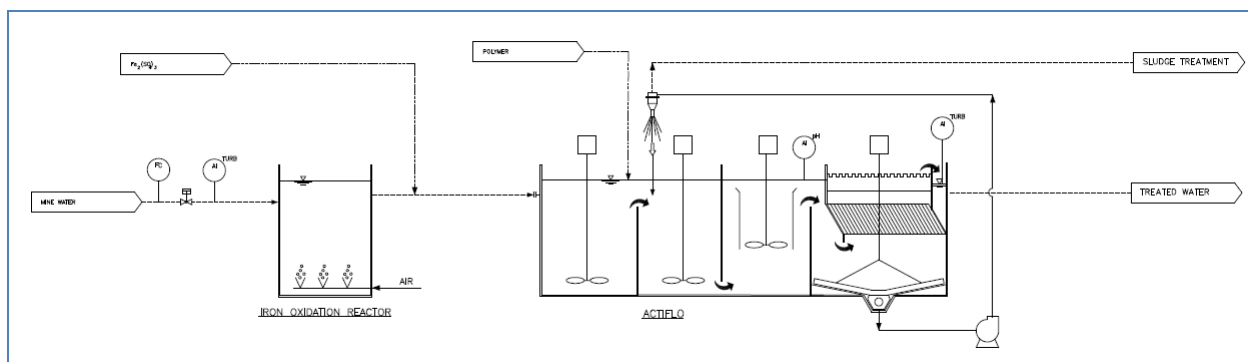 Fe₂(SO₄)₃
POLYMER
SLUDGE TREATMENT
FC
AI TURB
AI pH
AI TURB
MINE WATER
TREATED WATER
AIR
IRON OXIDATION REACTOR
ACTIFLO